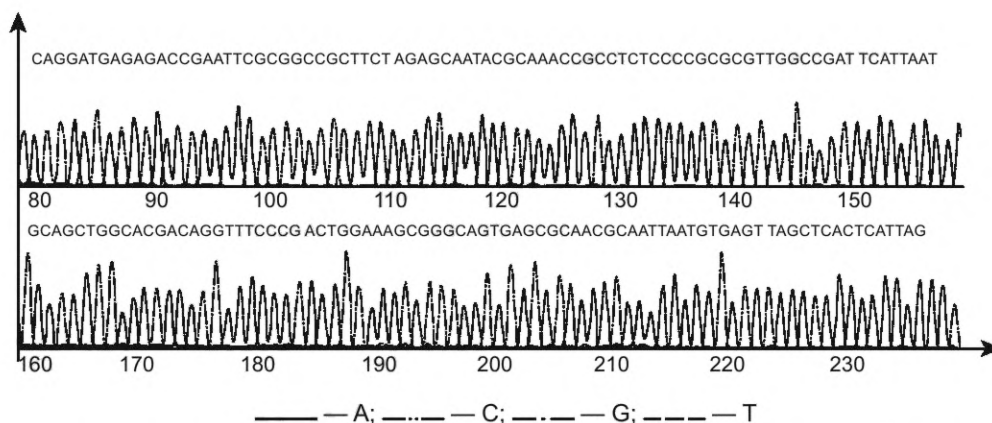 CAGGATGAGAGACCGAATTCGCGGCCGCTTCT AGAGCAATACGCAAACCGCCTCTCCCCGCGCGTTGGCCGAT TCATTAAT
80 90 100 110 120 130 140 150
GCAGCTGGCACGACAGGTTTCCCG ACTGGAAAGCGGGCAGTGAGCGCAACGCAATTAATGTGAGT TAGCTCACTCATTAG
160 170 180 190 200 210 220 230
— A; — C; — G; — T